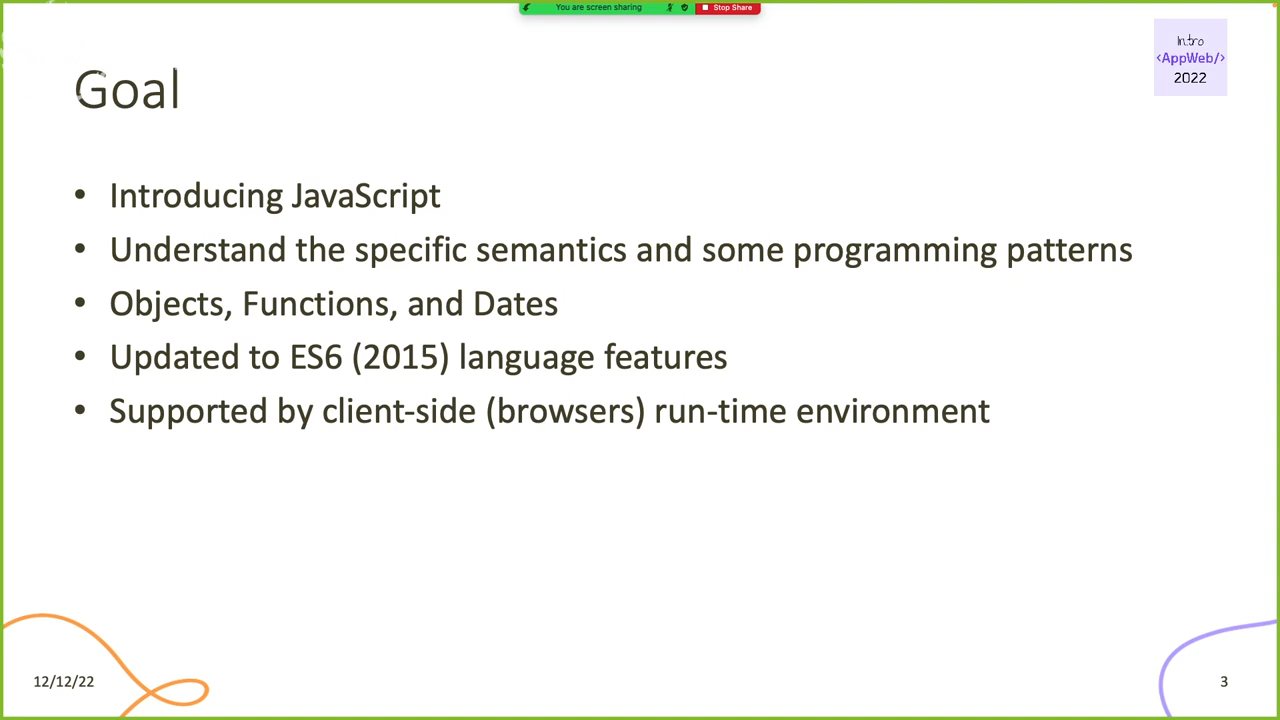 You are screen sharing
Stop Share
Intro
<AppWeb/>
2022
Goal
• Introducing JavaScript
• Understand the specific semantics and some programming patterns
• Objects, Functions, and Dates
• Updated to ES6 (2015) language features
• Supported by client-side (browsers) run-time environment
12/12/22
3